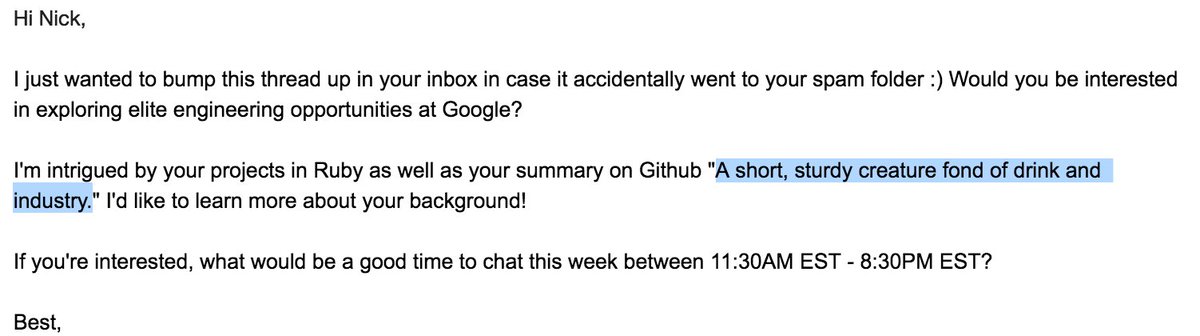 Hi Nick,
I just wanted to bump this thread up in your inbox in case it accidentally went to your spam folder :) Would you be interested
in exploring elite engineering opportunities at Google?
I'm intrigued by your projects in Ruby as well as your summary on Github "A short, sturdy creature fond of drink and
industry." I'd like to learn more about your background!
If you're interested, what would be a good time to chat this week between 11:30AM EST - 8:30PM EST?
Best,